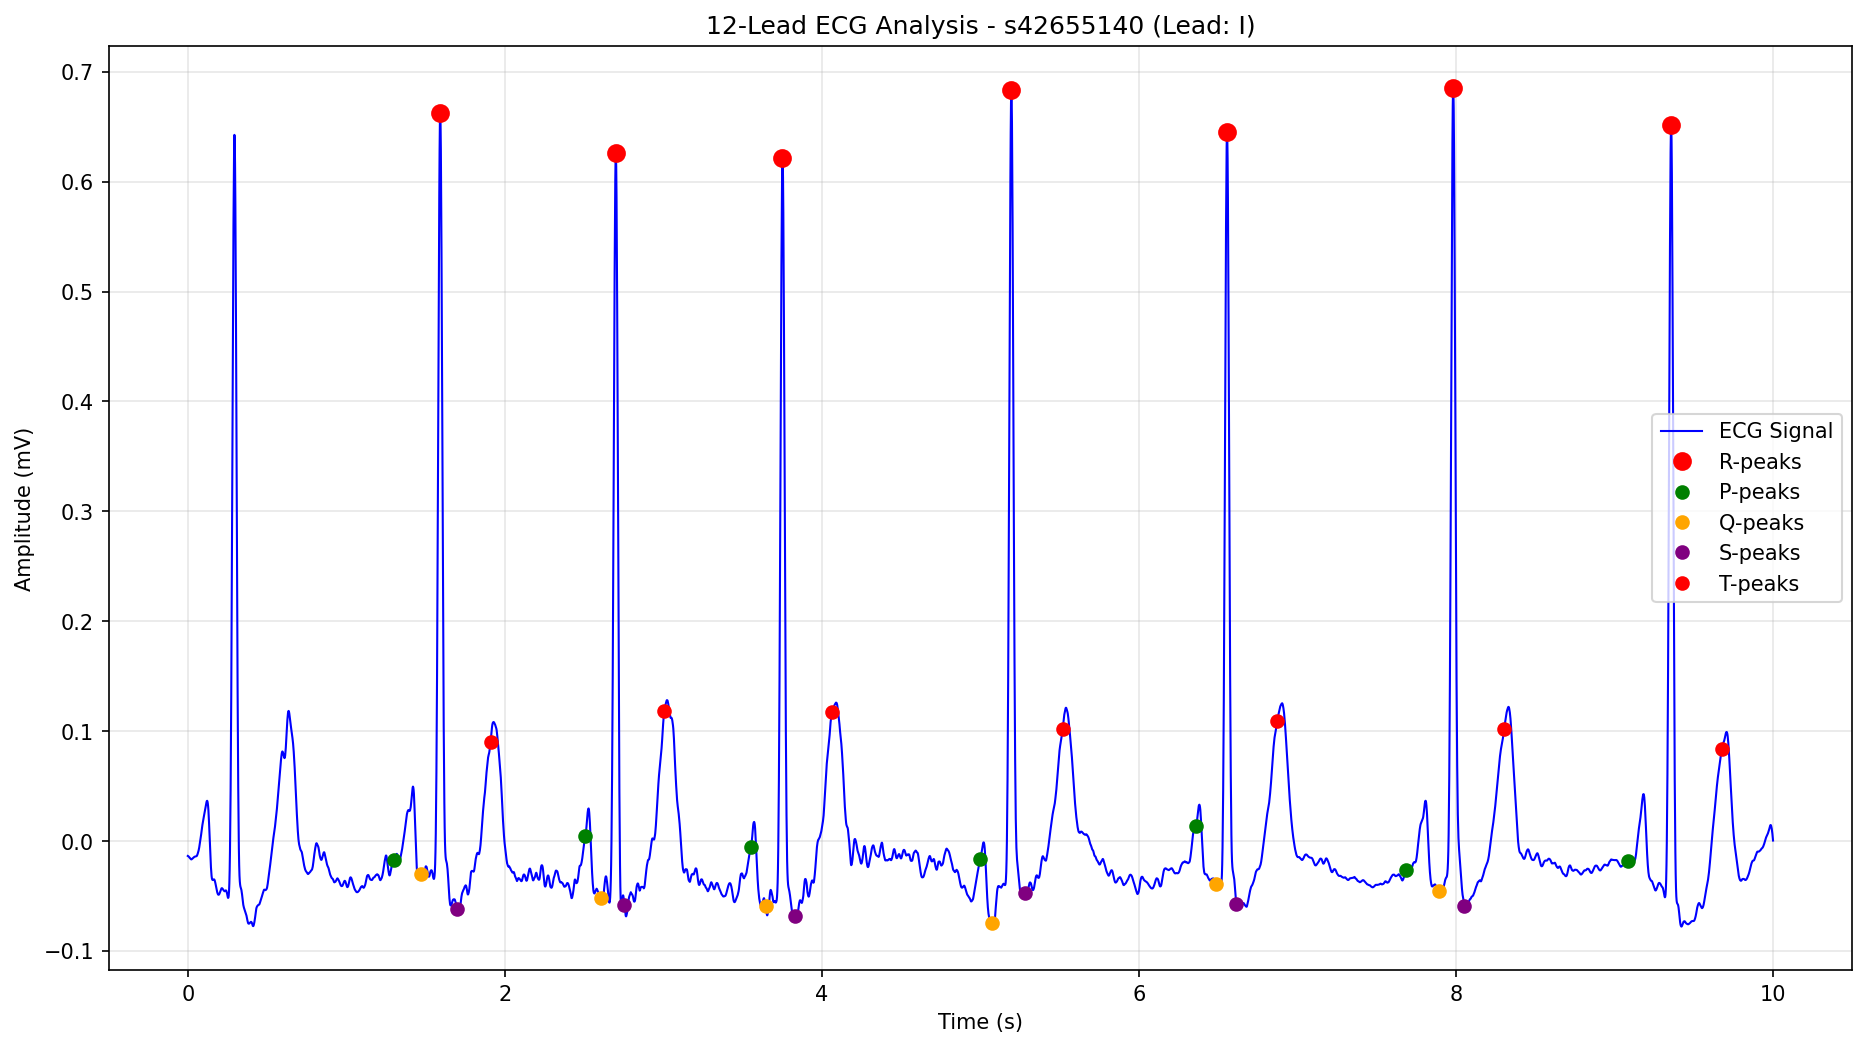 12-Lead ECG Analysis - s42655140 (Lead: I)
Amplitude (mV)
0.7
0.6
0.5
0.4
0.3
0.2
0.1
0.0
−0.1
ECG Signal
R-peaks
P-peaks
Q-peaks
S-peaks
T-peaks
0 2 4 6 8 10
Time (s)